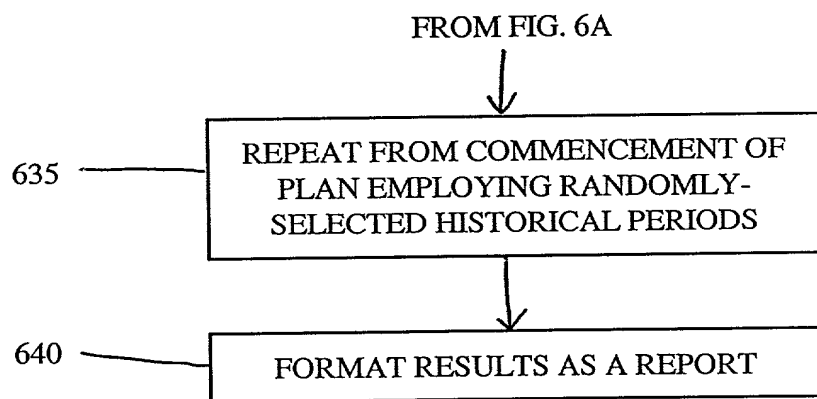 FROM FIG. 6A
635
REPEAT FROM COMMENCEMENT OF
PLAN EMPLOYING RANDOMLY-
SELECTED HISTORICAL PERIODS
640
FORMAT RESULTS AS A REPORT